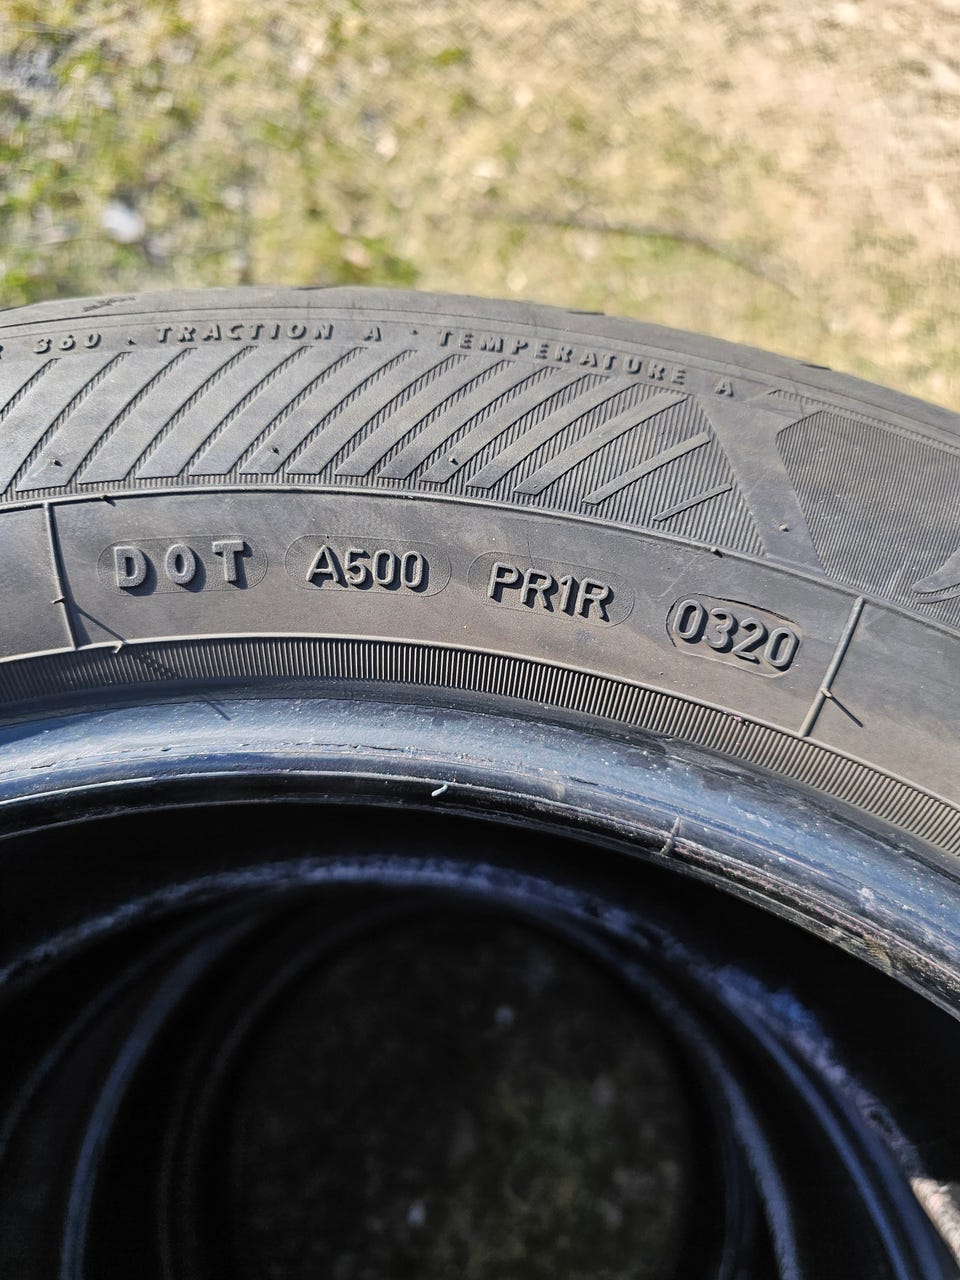 360 · TRACTION A · TEMPERATURE A
DOT A500 PR1R 0320